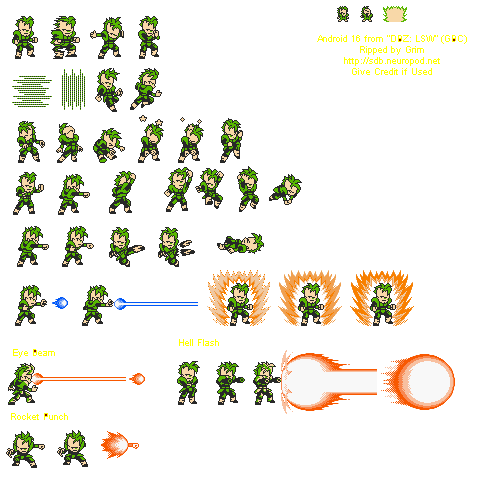 Android 16 from "DBZ: LSW" (GBC)
Ripped by Grim
http://sdb.neuropod.net
Give Credit If Used
Hell Flash
Eye Beam
Rocket Punch